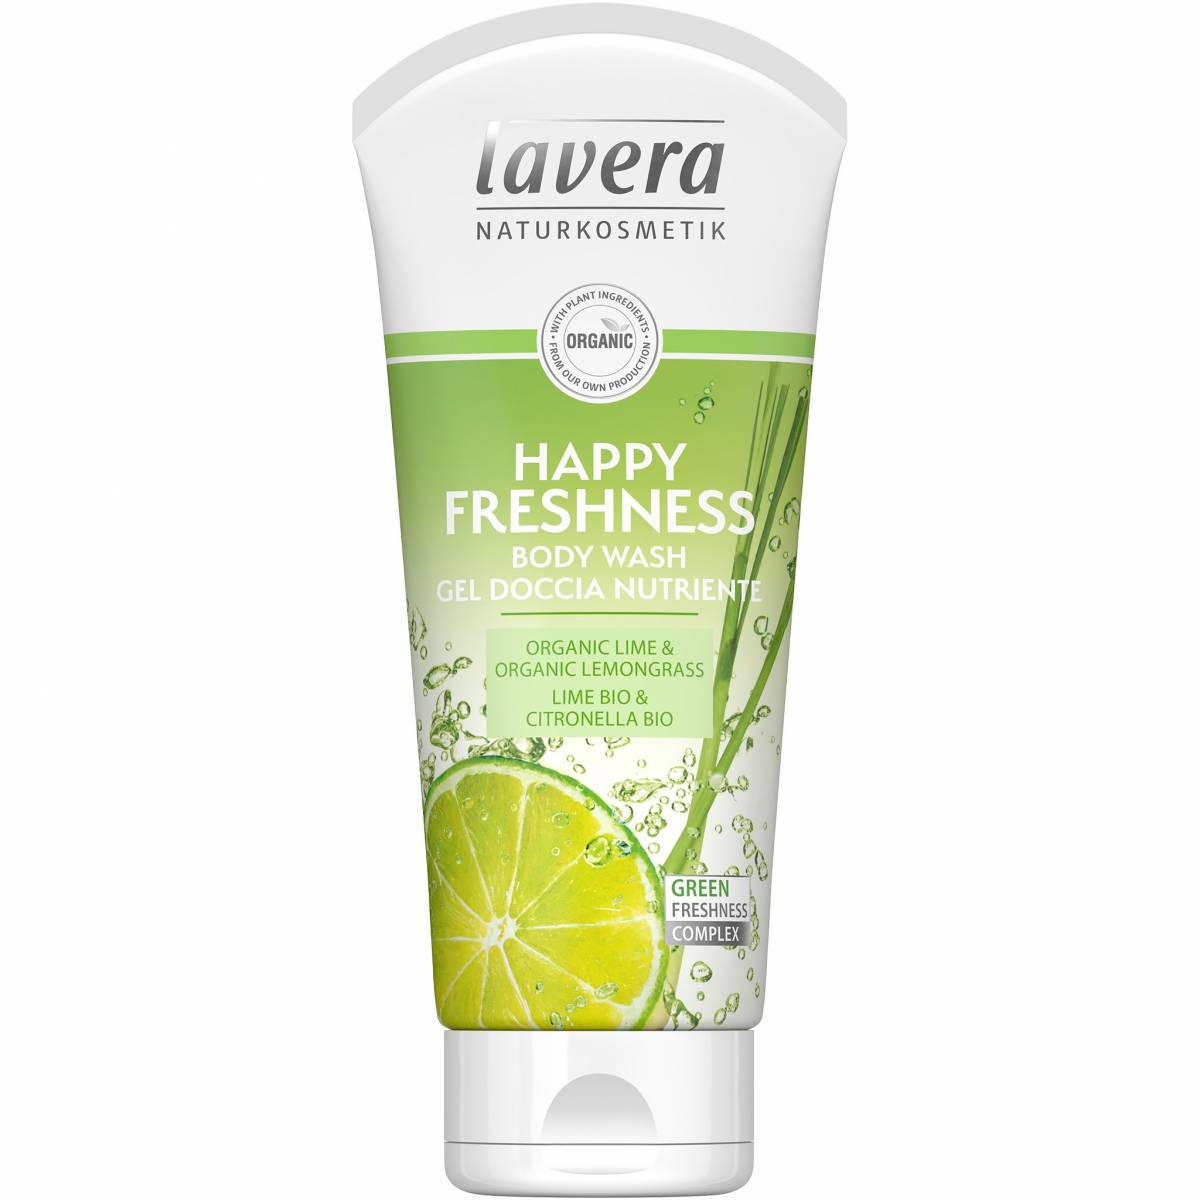 lavera
NATURKOSMETIK
WITH PLANT INGREDIENTS
ORGANIC
FROM OUR OWN PRODUCTION
HAPPY
FRESHNESS
BODY WASH
GEL DOCCIA NUTRIENTE
ORGANIC LIME &
ORGANIC LEMONGRASS
LIME BIO &
CITRONELLA BIO
GREEN
FRESHNESS
COMPLEX